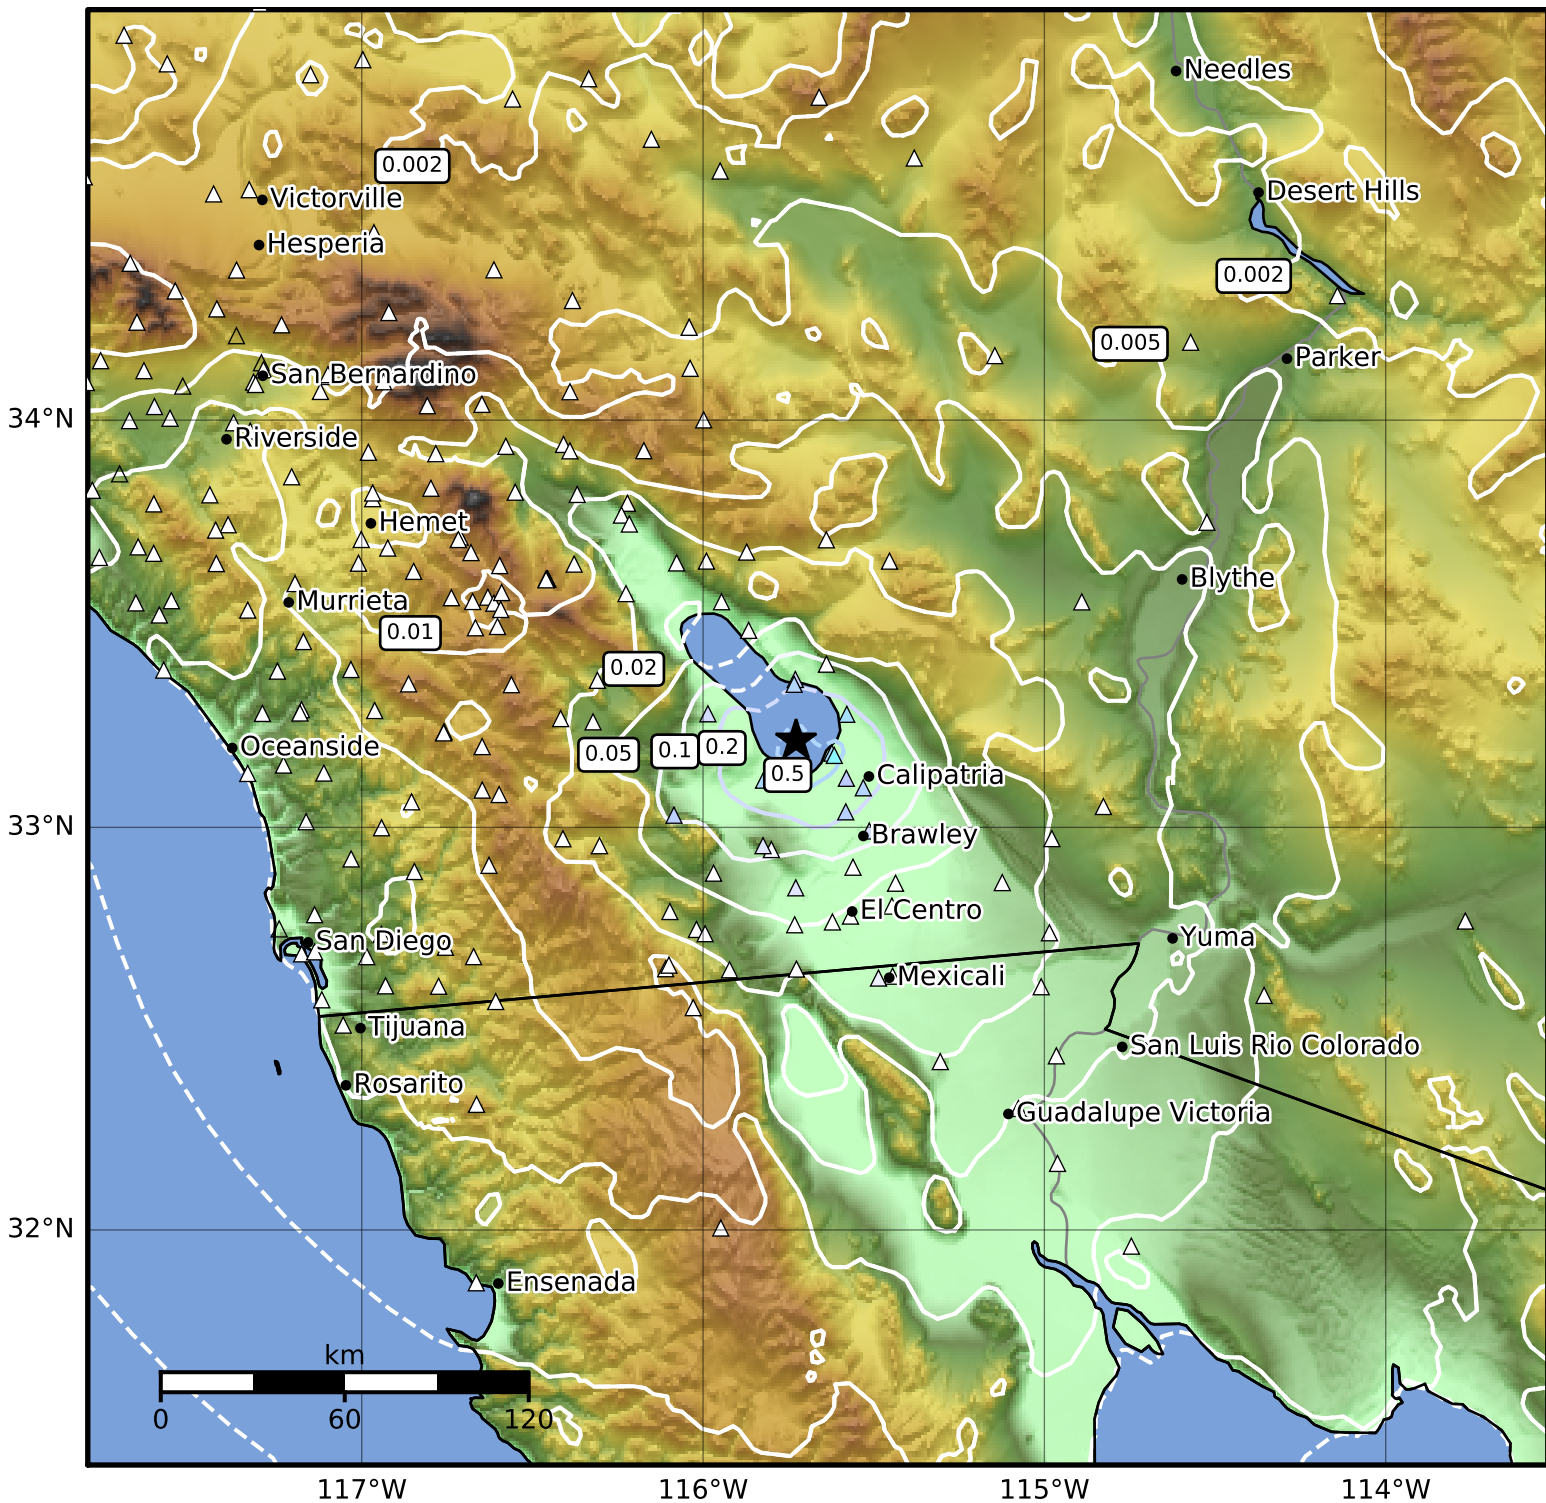 Needles
0.002
Desert Hills
Victorville
Hesperia
0.002
0.005
Parker
San Bernardino
34°N
Riverside
Hemet
Blythe
Murrieta
0.01
0.02
Oceanside
0.05
0.1
0.2
0.5
Calipatria
33°N
Brawley
El Centro
San Diego
Yuma
Mexicali
Tijuana
San Luis Rio Colorado
Rosarito
Guadalupe Victoria
32°N
Ensenada
km
0 60 120
117°W 116°W 115°W 114°W